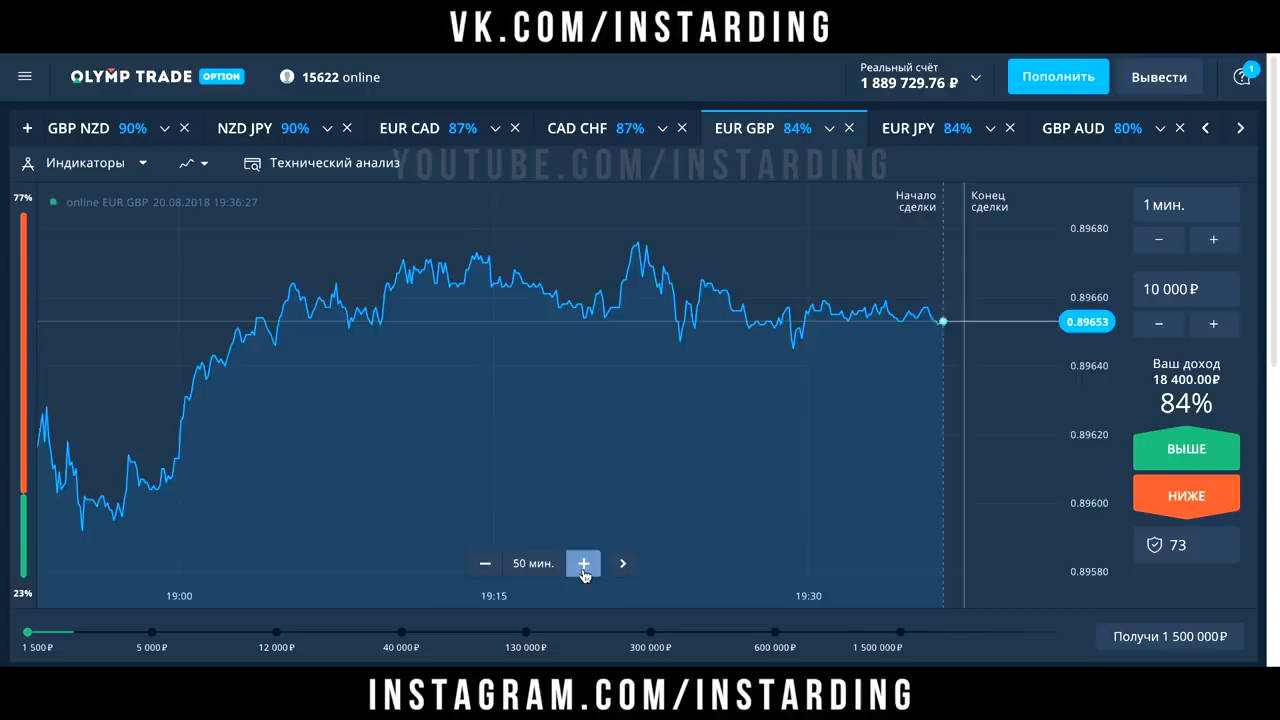 VK.COM/INSTARDING
OLYMP TRADE OPTION
15622 online
Реальный счёт
1 889 729.76 ₽
Пополнить
Вывести
1
+ GBP NZD 90% NZD JPY 90% EUR CAD 87% CAD CHF 87% EUR GBP 84% EUR JPY 84% GBP AUD 80%
Индикаторы
Технический анализ
YOUTUBE.COM/INSTARDING
77%
online EUR GBP 20.08.2018 19:36:27
Начало сделки
Конец сделки
0.89680
0.89660
0.89653
0.89640
0.89620
0.89600
0.89580
1 мин.
− +
10 000 ₽
− +
Ваш доход
18 400.00₽
84%
ВЫШЕ
НИЖЕ
73
− 50 мин. +
23%
19:00 19:15 19:30
1 500₽ 5 000₽ 12 000₽ 40 000₽ 130 000₽ 300 000₽ 600 000₽ 1 500 000₽
Получи 1 500 000₽
INSTAGRAM.COM/INSTARDING